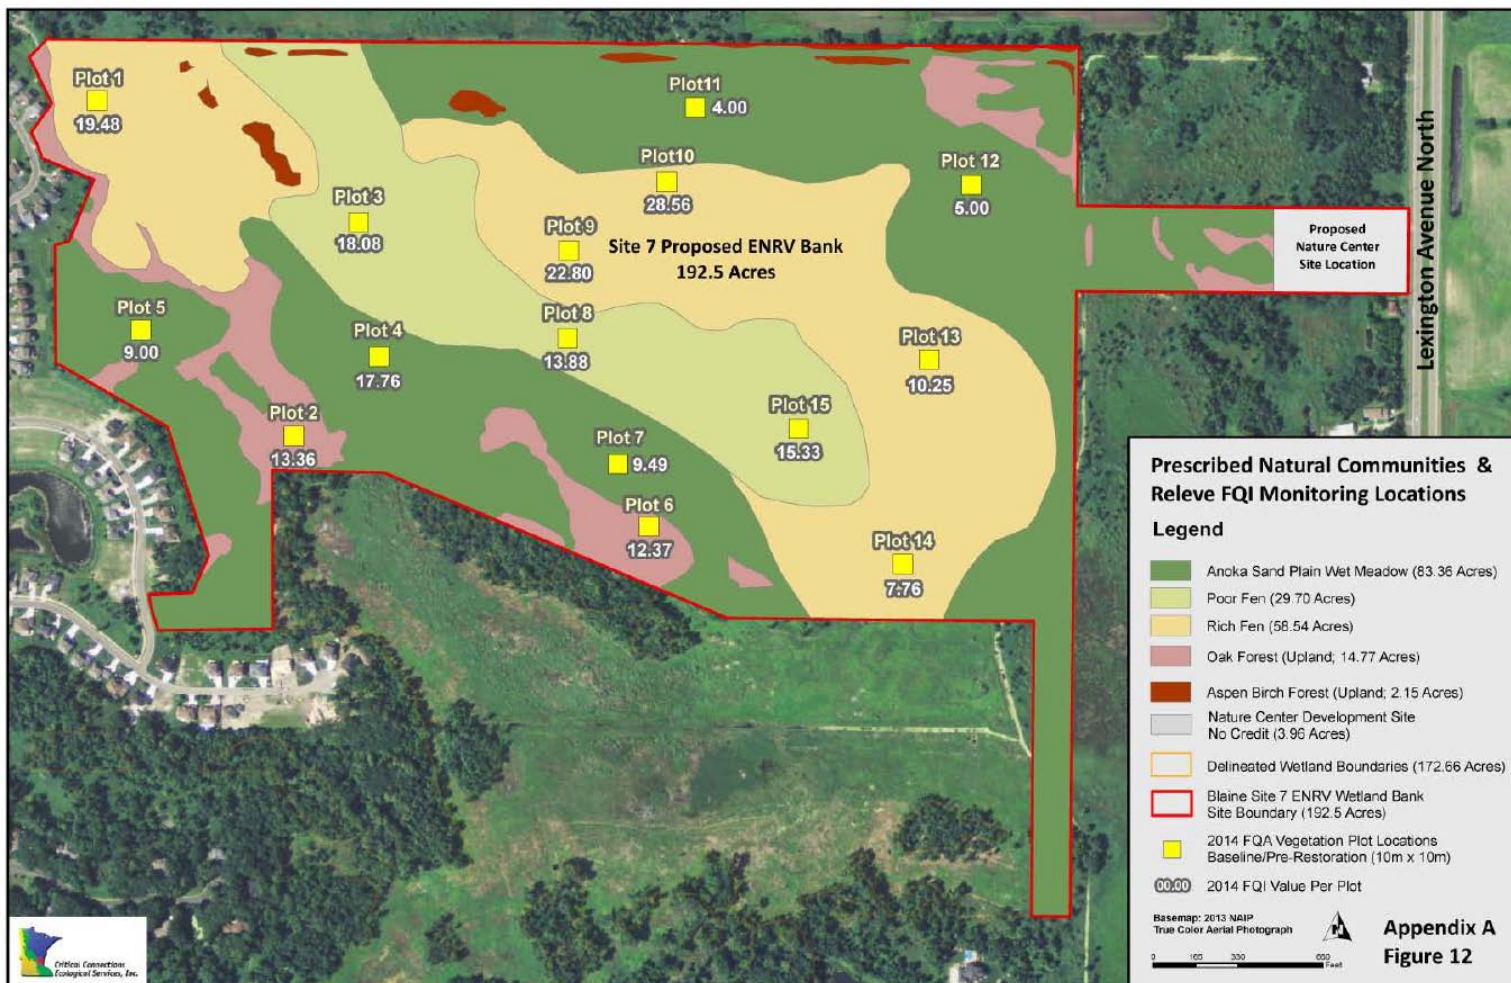 Plot 1
19.48
Plot11
4.00
Plot10
28.56
Plot 12
5.00
Plot 3
18.08
Plot 9
22.80
Site 7 Proposed ENRV Bank
192.5 Acres
Proposed
Nature Center
Site Location
Lexington Avenue North
Plot 5
9.00
Plot 4
17.76
Plot 8
13.88
Plot 13
10.25
Plot 2
13.36
Plot 15
15.33
Plot 7
9.49
Plot 6
12.37
Plot 14
7.76
Prescribed Natural Communities &
Releve FQI Monitoring Locations
Legend
Anoka Sand Plain Wet Meadow (83.36 Acres)
Poor Fen (29.70 Acres)
Rich Fen (58.54 Acres)
Oak Forest (Upland; 14.77 Acres)
Aspen Birch Forest (Upland; 2.15 Acres)
Nature Center Development Site
No Credit (3.96 Acres)
Delineated Wetland Boundaries (172.66 Acres)
Blaine Site 7 ENRV Wetland Bank
Site Boundary (192.5 Acres)
2014 FQA Vegetation Plot Locations
Baseline/Pre-Restoration (10m x 10m)
00.00 2014 FQI Value Per Plot
Basemap: 2013 NAIP
True Color Aerial Photograph
0 165 330 660
Feet
Appendix A
Figure 12
Critical Connections
Ecological Services, Inc.